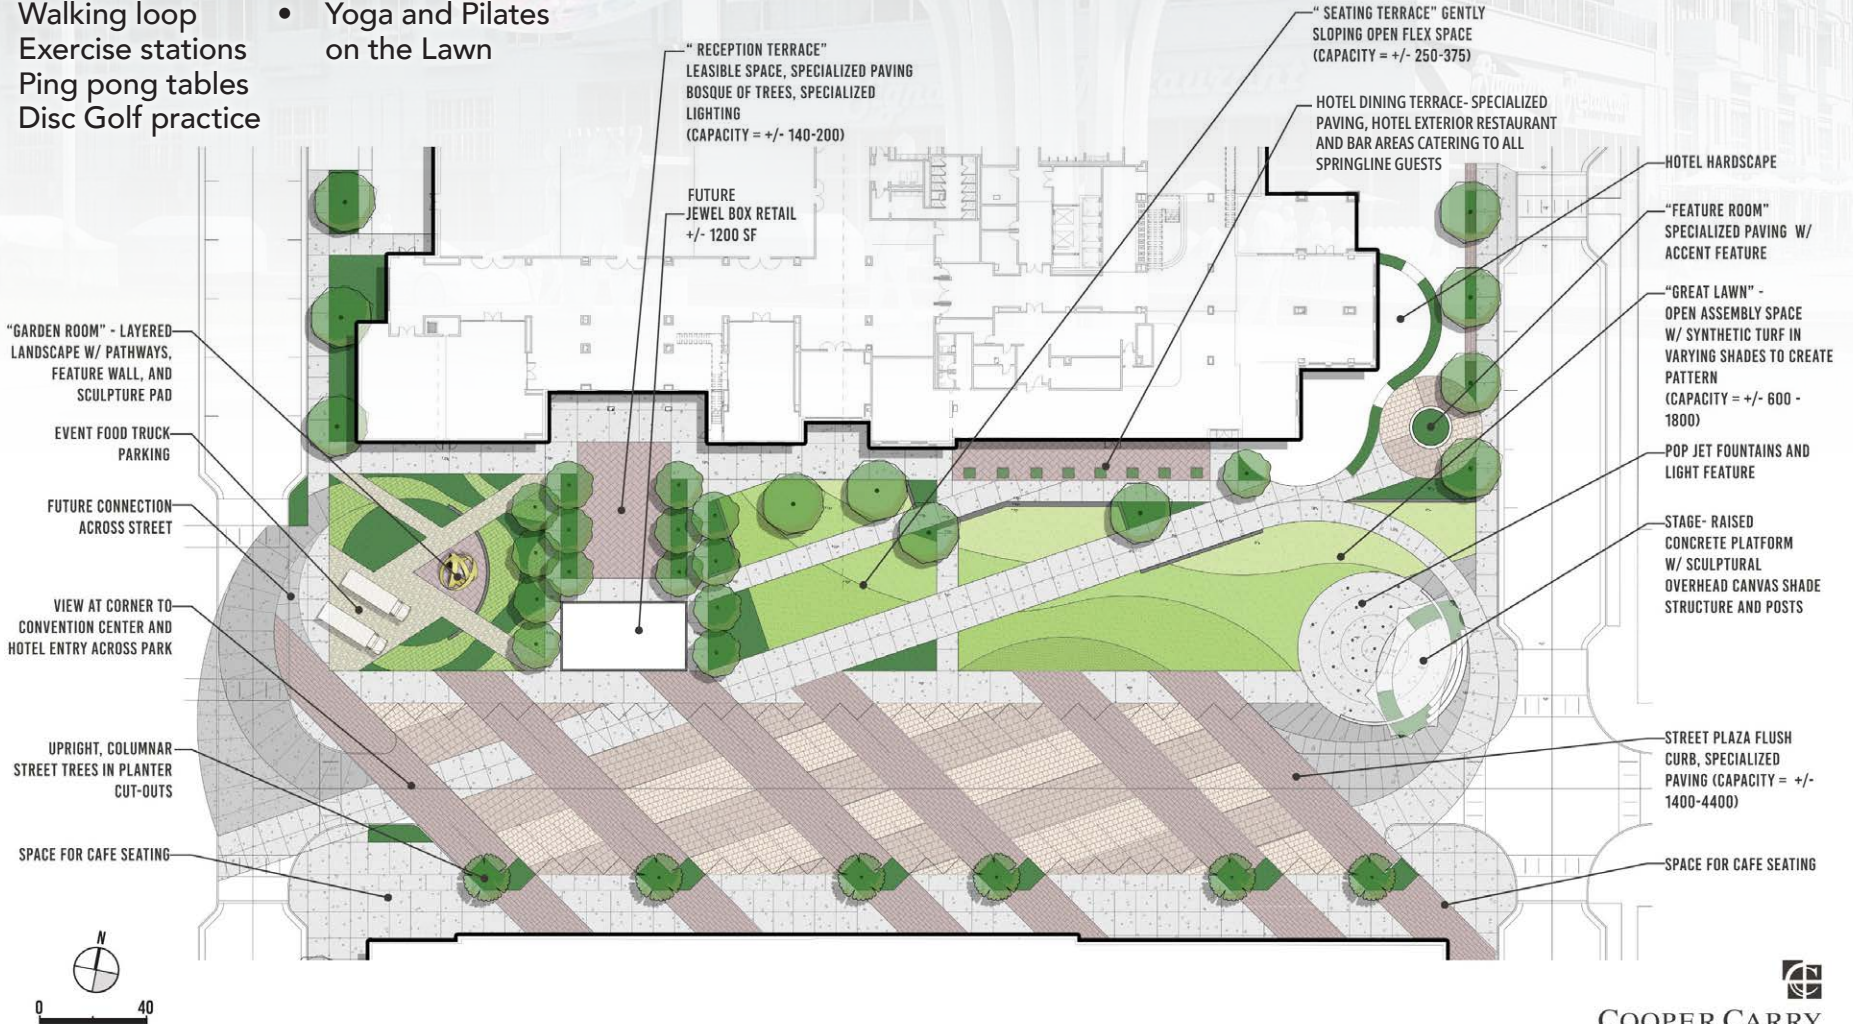 Walking loop
Exercise stations
Ping pong tables
Disc Golf practice
• Yoga and Pilates
on the Lawn
“ RECEPTION TERRACE”
LEASIBLE SPACE, SPECIALIZED PAVING
BOSQUE OF TREES, SPECIALIZED
LIGHTING
(CAPACITY = +/- 140-200)
FUTURE
JEWEL BOX RETAIL
+/- 1200 SF
“ SEATING TERRACE” GENTLY
SLOPING OPEN FLEX SPACE
(CAPACITY = +/- 250-375)
HOTEL DINING TERRACE- SPECIALIZED
PAVING, HOTEL EXTERIOR RESTAURANT
AND BAR AREAS CATERING TO ALL
SPRINGLINE GUESTS
HOTEL HARDSCAPE
“FEATURE ROOM”
SPECIALIZED PAVING W/
ACCENT FEATURE
“GREAT LAWN” -
OPEN ASSEMBLY SPACE
W/ SYNTHETIC TURF IN
VARYING SHADES TO CREATE
PATTERN
(CAPACITY = +/- 600 -
1800)
POP JET FOUNTAINS AND
LIGHT FEATURE
STAGE- RAISED
CONCRETE PLATFORM
W/ SCULPTURAL
OVERHEAD CANVAS SHADE
STRUCTURE AND POSTS
STREET PLAZA FLUSH
CURB, SPECIALIZED
PAVING (CAPACITY = +/-
1400-4400)
SPACE FOR CAFE SEATING
“GARDEN ROOM” - LAYERED
LANDSCAPE W/ PATHWAYS,
FEATURE WALL, AND
SCULPTURE PAD
EVENT FOOD TRUCK
PARKING
FUTURE CONNECTION
ACROSS STREET
VIEW AT CORNER TO
CONVENTION CENTER AND
HOTEL ENTRY ACROSS PARK
UPRIGHT, COLUMNAR
STREET TREES IN PLANTER
CUT-OUTS
SPACE FOR CAFE SEATING
N
0 40
COOPER CARRY